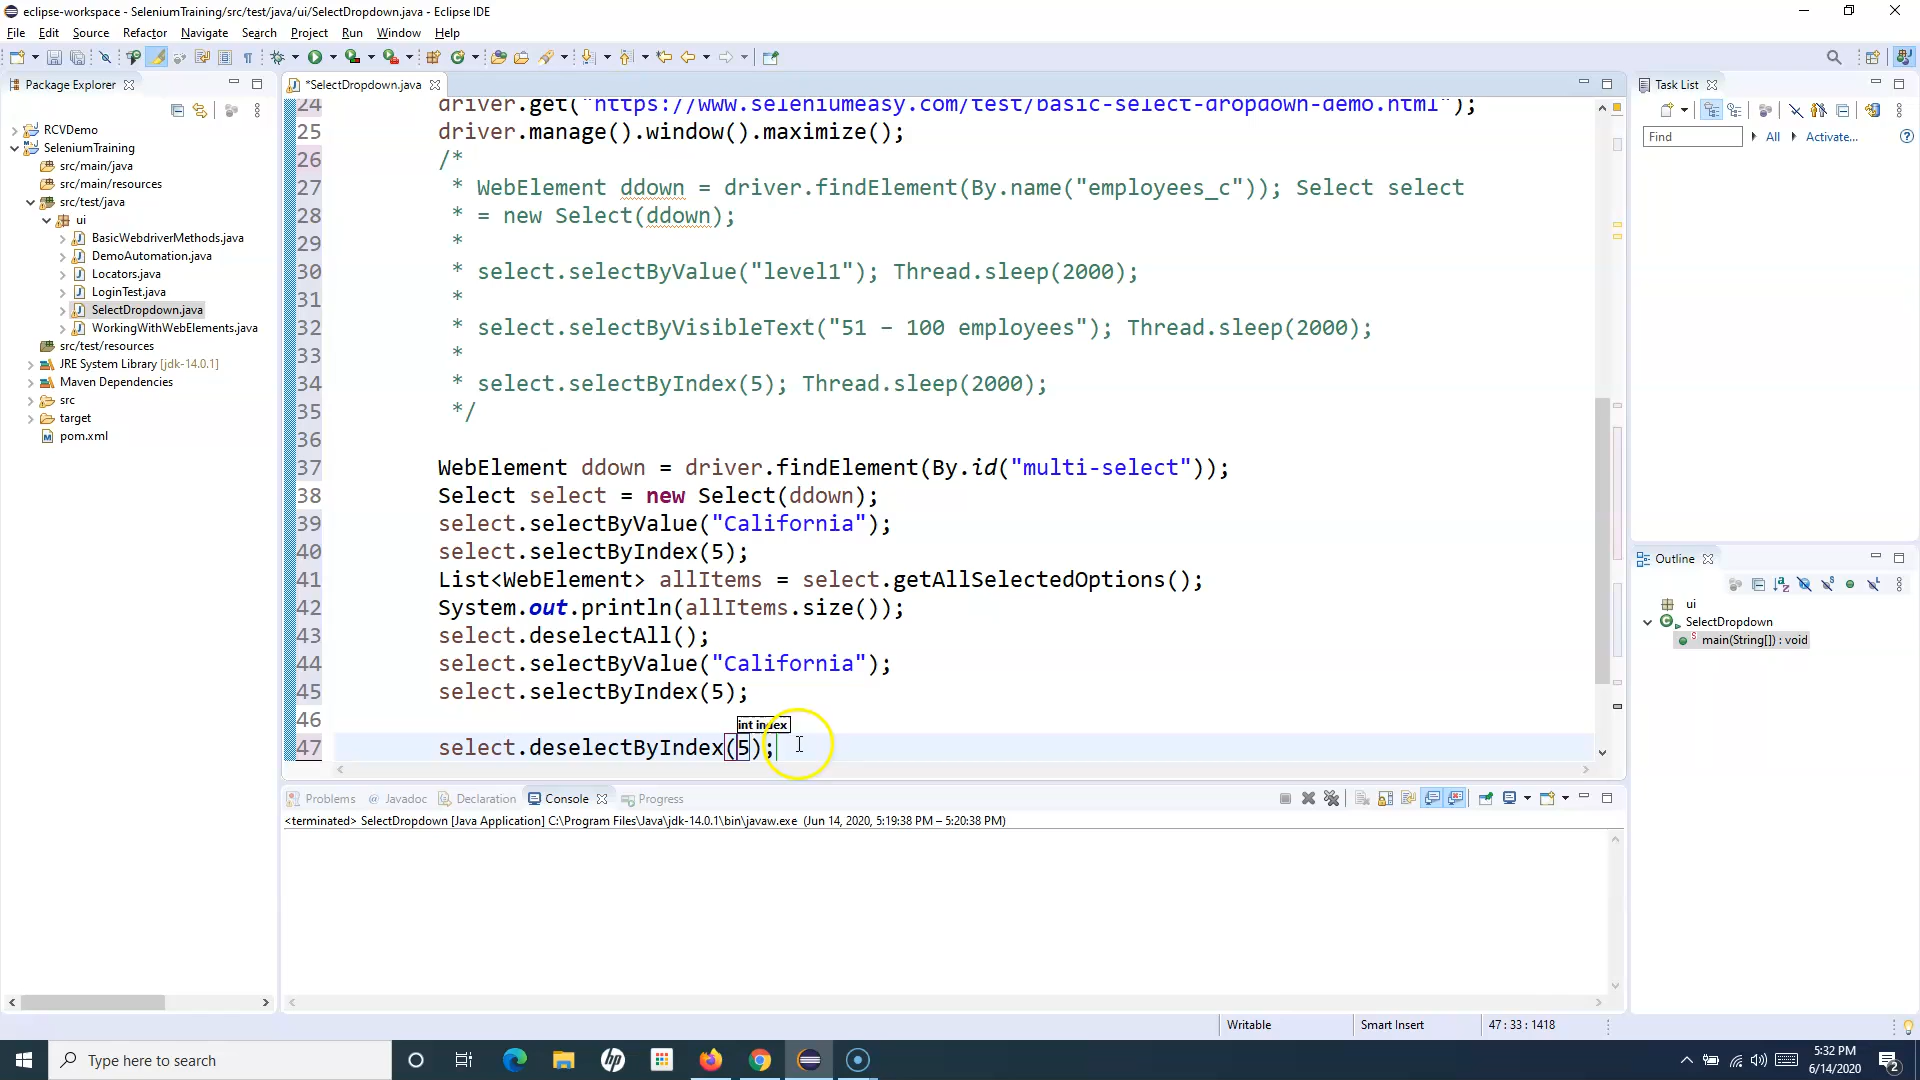 eclipse-workspace - SeleniumTraining/src/test/java/ui/SelectDropdown.java - Eclipse IDE
File Edit Source Refactor Navigate Search Project Run Window Help
Package Explorer
RCVDemo
SeleniumTraining
src/main/java
src/main/resources
src/test/java
ui
BasicWebdriverMethods.java
DemoAutomation.java
Locators.java
LoginTest.java
SelectDropdown.java
WorkingWithWebElements.java
src/test/resources
JRE System Library [jdk-14.0.1]
Maven Dependencies
src
target
pom.xml
*SelectDropdown.java
24 driver.get("https://www.seleniumeasy.com/test/basic-select-dropdown-demo.html");
25 driver.manage().window().maximize();
26 /*
27 * WebElement ddown = driver.findElement(By.name("employees_c")); Select select
28 * = new Select(ddown);
29 *
30 * select.selectByValue("level1"); Thread.sleep(2000);
31 *
32 * select.selectByVisibleText("51 – 100 employees"); Thread.sleep(2000);
33 *
34 * select.selectByIndex(5); Thread.sleep(2000);
35 */
36
37 WebElement ddown = driver.findElement(By.id("multi-select"));
38 Select select = new Select(ddown);
39 select.selectByValue("California");
40 select.selectByIndex(5);
41 List<WebElement> allItems = select.getAllSelectedOptions();
42 System.out.println(allItems.size());
43 select.deselectAll();
44 select.selectByValue("California");
45 select.selectByIndex(5);
46
int index
47 select.deselectByIndex(5);
Problems @ Javadoc Declaration Console Progress
<terminated> SelectDropdown [Java Application] C:\Program Files\Java\jdk-14.0.1\bin\javaw.exe (Jun 14, 2020, 5:19:38 PM – 5:20:38 PM)
Task List
Find All Activate...
Outline
ui
SelectDropdown
main(String[]) : void
Writable Smart Insert 47 : 33 : 1418
Type here to search
5:32 PM
6/14/2020
2